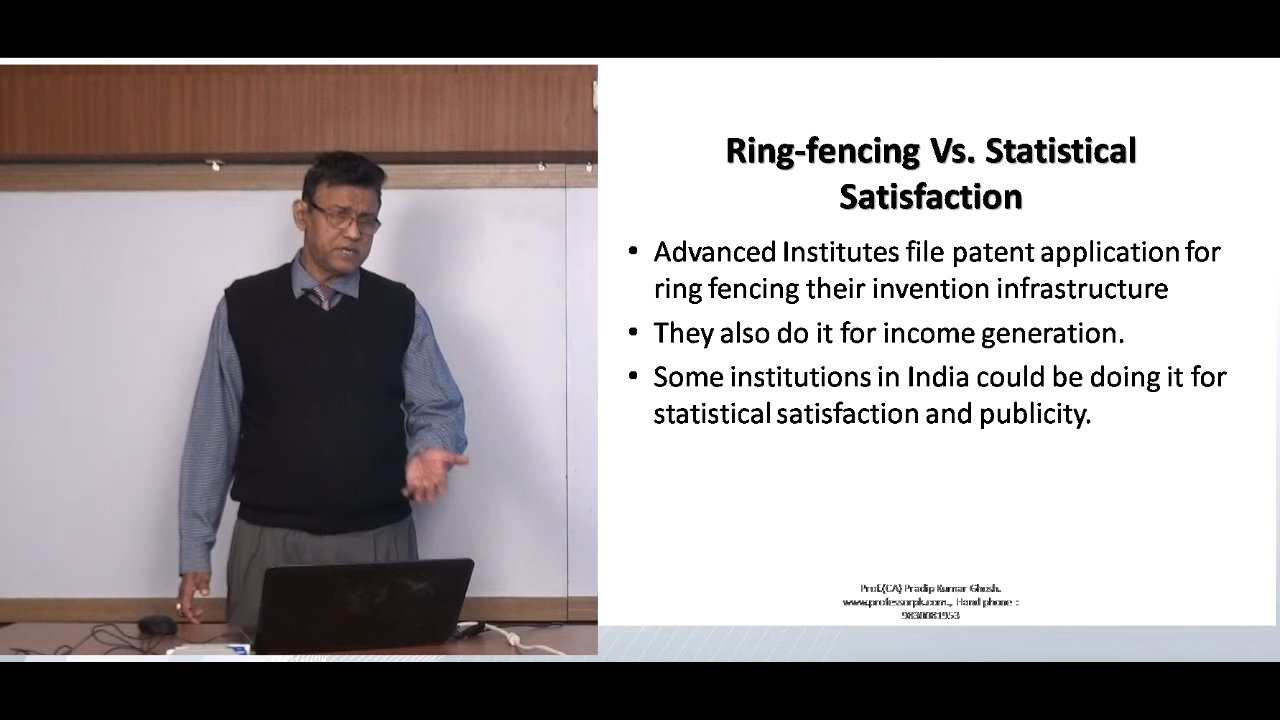 Ring-fencing Vs. Statistical
Satisfaction
• Advanced Institutes file patent application for
ring fencing their invention infrastructure
• They also do it for income generation.
• Some institutions in India could be doing it for
statistical satisfaction and publicity.
Prof.(CA) Pradip Kumar Ghosh.
www.professorpk.com., Hand phone :
9830081953